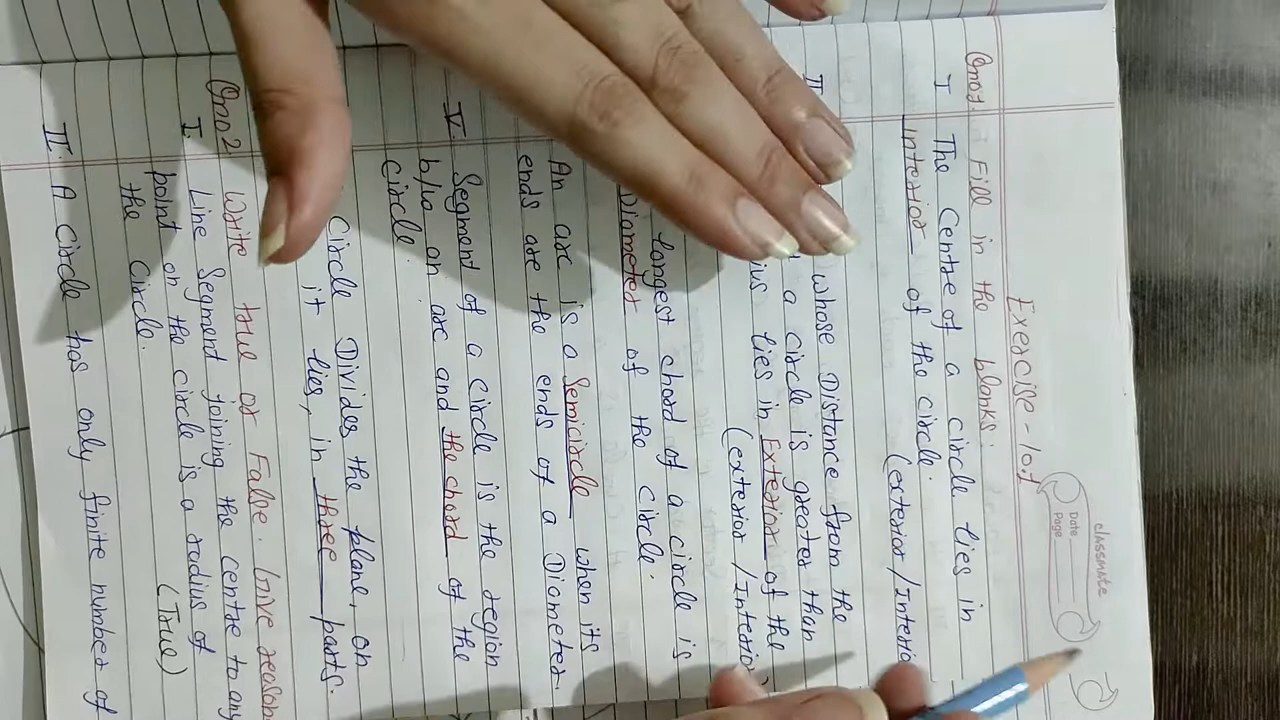 classmate
Date
Page
Exercise - 10.1
Qno1 Fill in the blanks.
I The Centre of a circle lies in
interior of the circle. (exterior/Interio
II whose Distance from the
a circle is greater than
ius lies in Exterior of the
(exterior/Interior)
longest chord of a circle is
Diameter of the circle.
An arc is a Semicircle when its
ends are the ends of a Diameter.
V. Segment of a circle is the region
b/w an arc and the chord of the
circle
circle Divides the plane, on
it lies, in three parts.
Qno2 Write true or False. Give reason
I. Line Segment joining the centre to any
point on the circle is a radius of
the circle. (True)
II. A circle has only finite number of